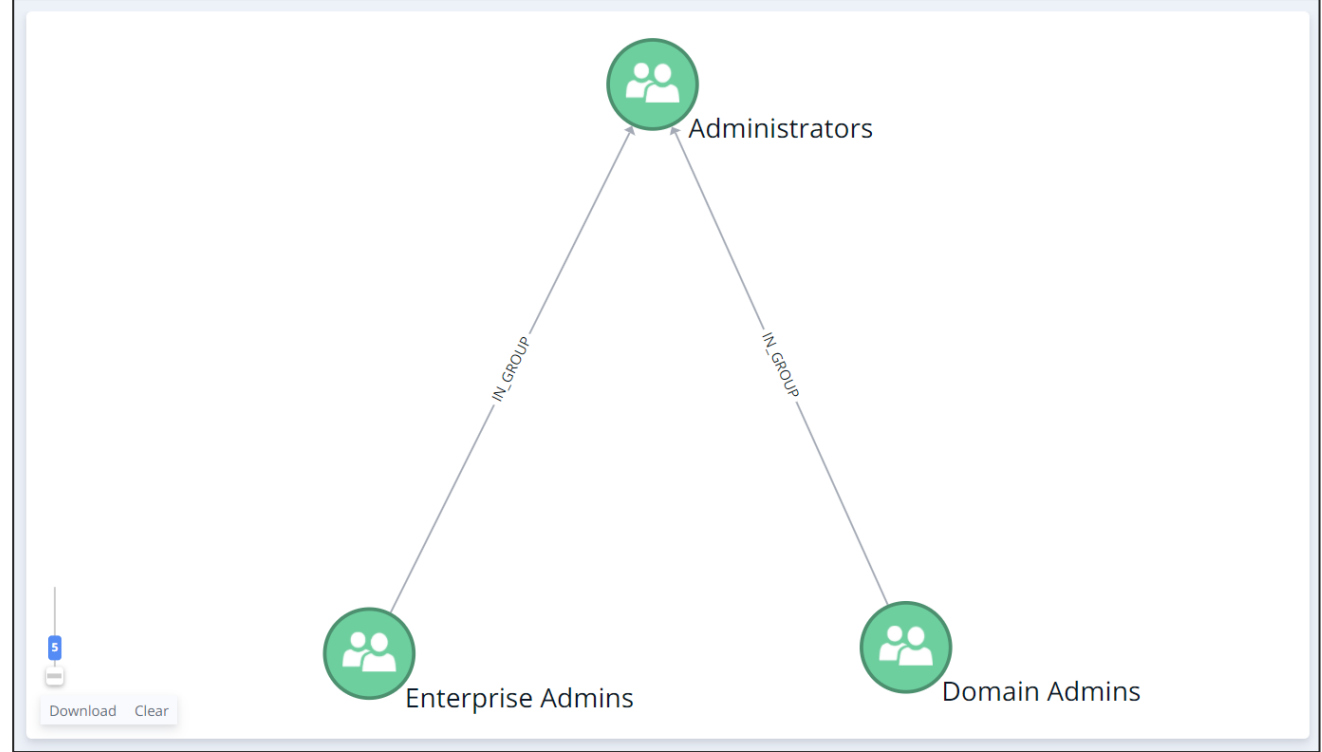 Administrators
IN_GROUP
IN_GROUP
5
Enterprise Admins
Domain Admins
Download Clear